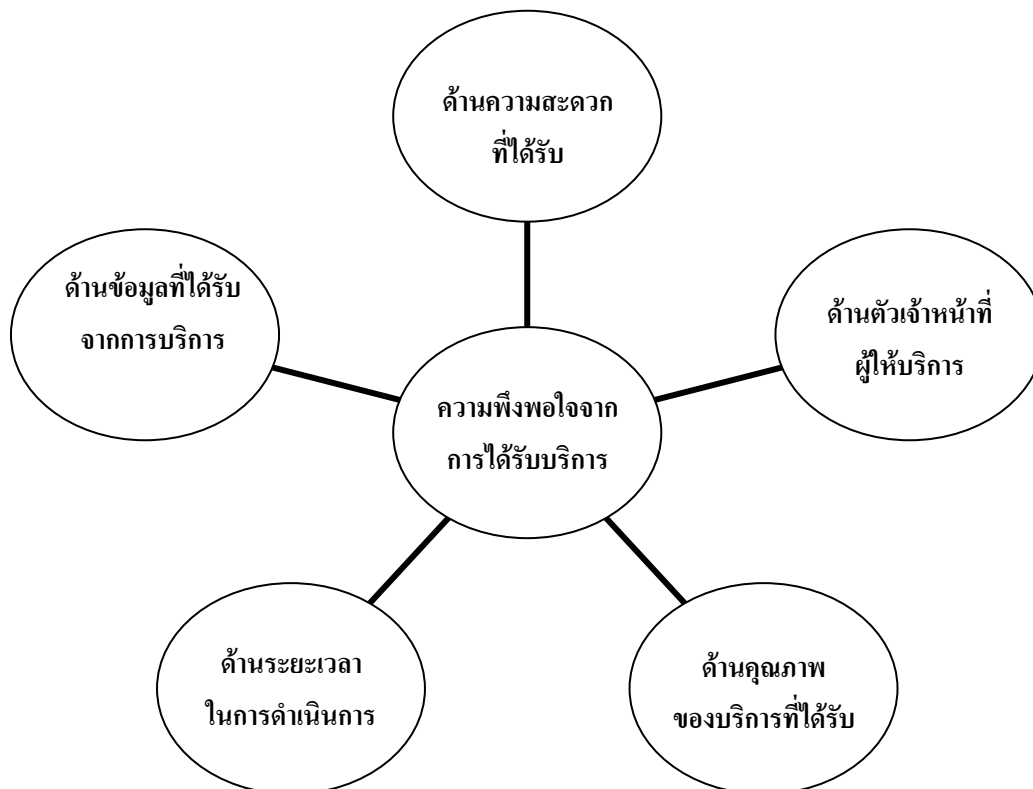 ด้านความสะดวก
ที่ได้รับ
ด้านข้อมูลที่ได้รับ
จากการบริการ
ด้านตัวเจ้าหน้าที่
ผู้ให้บริการ
ความพึงพอใจจาก
การได้รับบริการ
ด้านระยะเวลา
ในการดำเนินการ
ด้านคุณภาพ
ของบริการที่ได้รับ